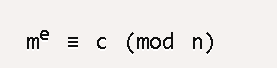 mᵉ ≡ c (mod n)